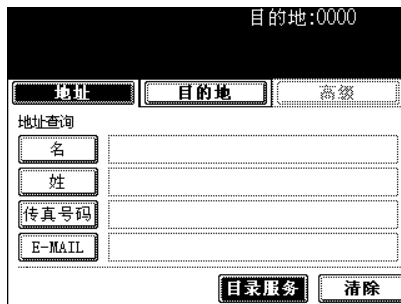 目的地:0000
地址 目的地 高级
地址查询
名
姓
传真号码
E-MAIL
目录服务 清除